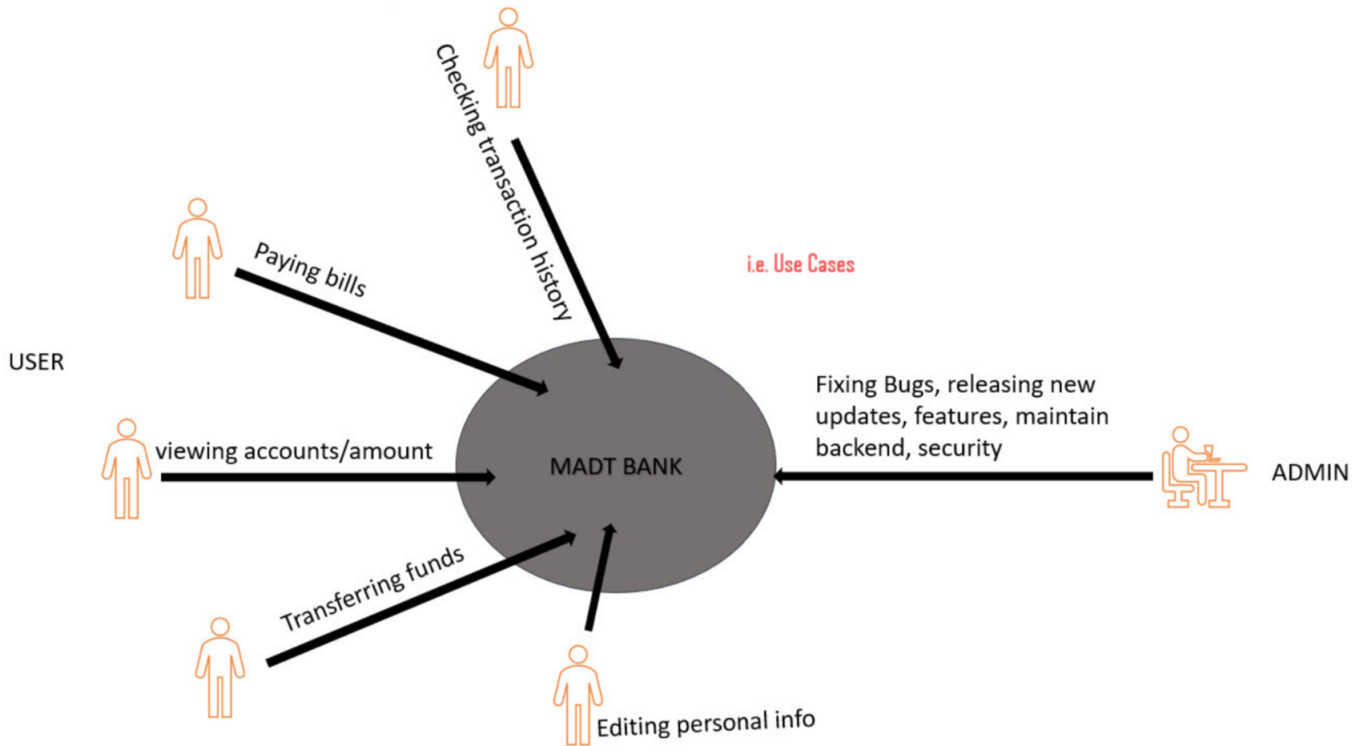 Checking transaction history
Paying bills
i.e. Use Cases
USER
Fixing Bugs, releasing new
updates, features, maintain
backend, security
viewing accounts/amount
MADT BANK
ADMIN
Transferring funds
Editing personal info